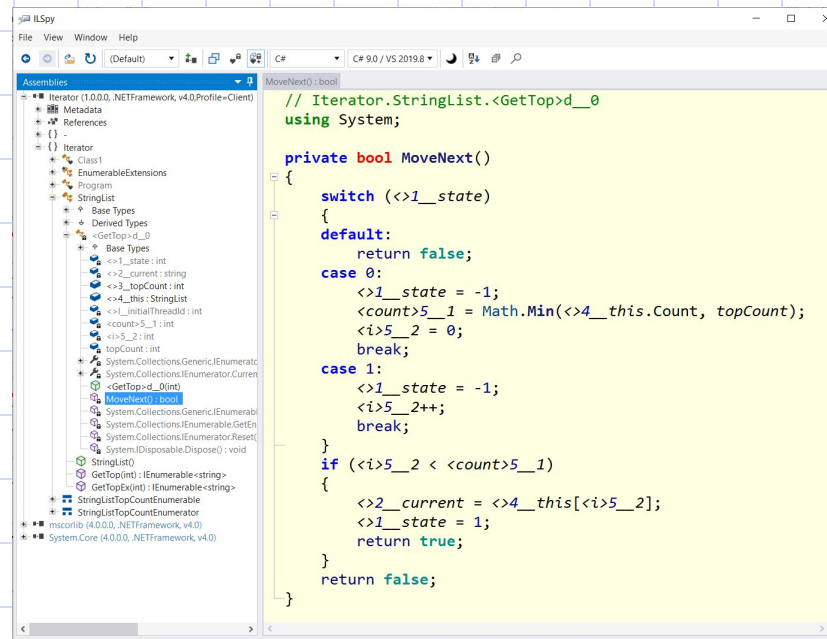 ILSpy
File View Window Help
(Default) C# C# 9.0 / VS 2019.8
Assemblies
Iterator (1.0.0.0, .NETFramework, v4.0,Profile=Client)
Metadata
References
{ } -
{ } Iterator
Class1
EnumerableExtensions
Program
StringList
Base Types
Derived Types
<GetTop>d__0
Base Types
<>1__state : int
<>2__current : string
<>3__topCount : int
<>4__this : StringList
<>l__initialThreadId : int
<count>5__1 : int
<i>5__2 : int
topCount : int
System.Collections.Generic.IEnumerato
System.Collections.IEnumerator.Curren
<GetTop>d__0(int)
MoveNext() : bool
System.Collections.Generic.IEnumerabl
System.Collections.IEnumerable.GetEn
System.Collections.IEnumerator.Reset(
System.IDisposable.Dispose() : void
StringList()
GetTop(int) : IEnumerable<string>
GetTopEx(int) : IEnumerable<string>
StringListTopCountEnumerable
StringListTopCountEnumerator
mscorlib (4.0.0.0, .NETFramework, v4.0)
System.Core (4.0.0.0, .NETFramework, v4.0)
MoveNext() : bool
// Iterator.StringList.<GetTop>d__0
using System;
private bool MoveNext()
{
switch (<>1__state)
{
default:
return false;
case 0:
<>1__state = -1;
<count>5__1 = Math.Min(<>4__this.Count, topCount);
<i>5__2 = 0;
break;
case 1:
<>1__state = -1;
<i>5__2++;
break;
}
if (<i>5__2 < <count>5__1)
{
<>2__current = <>4__this[<i>5__2];
<>1__state = 1;
return true;
}
return false;
}